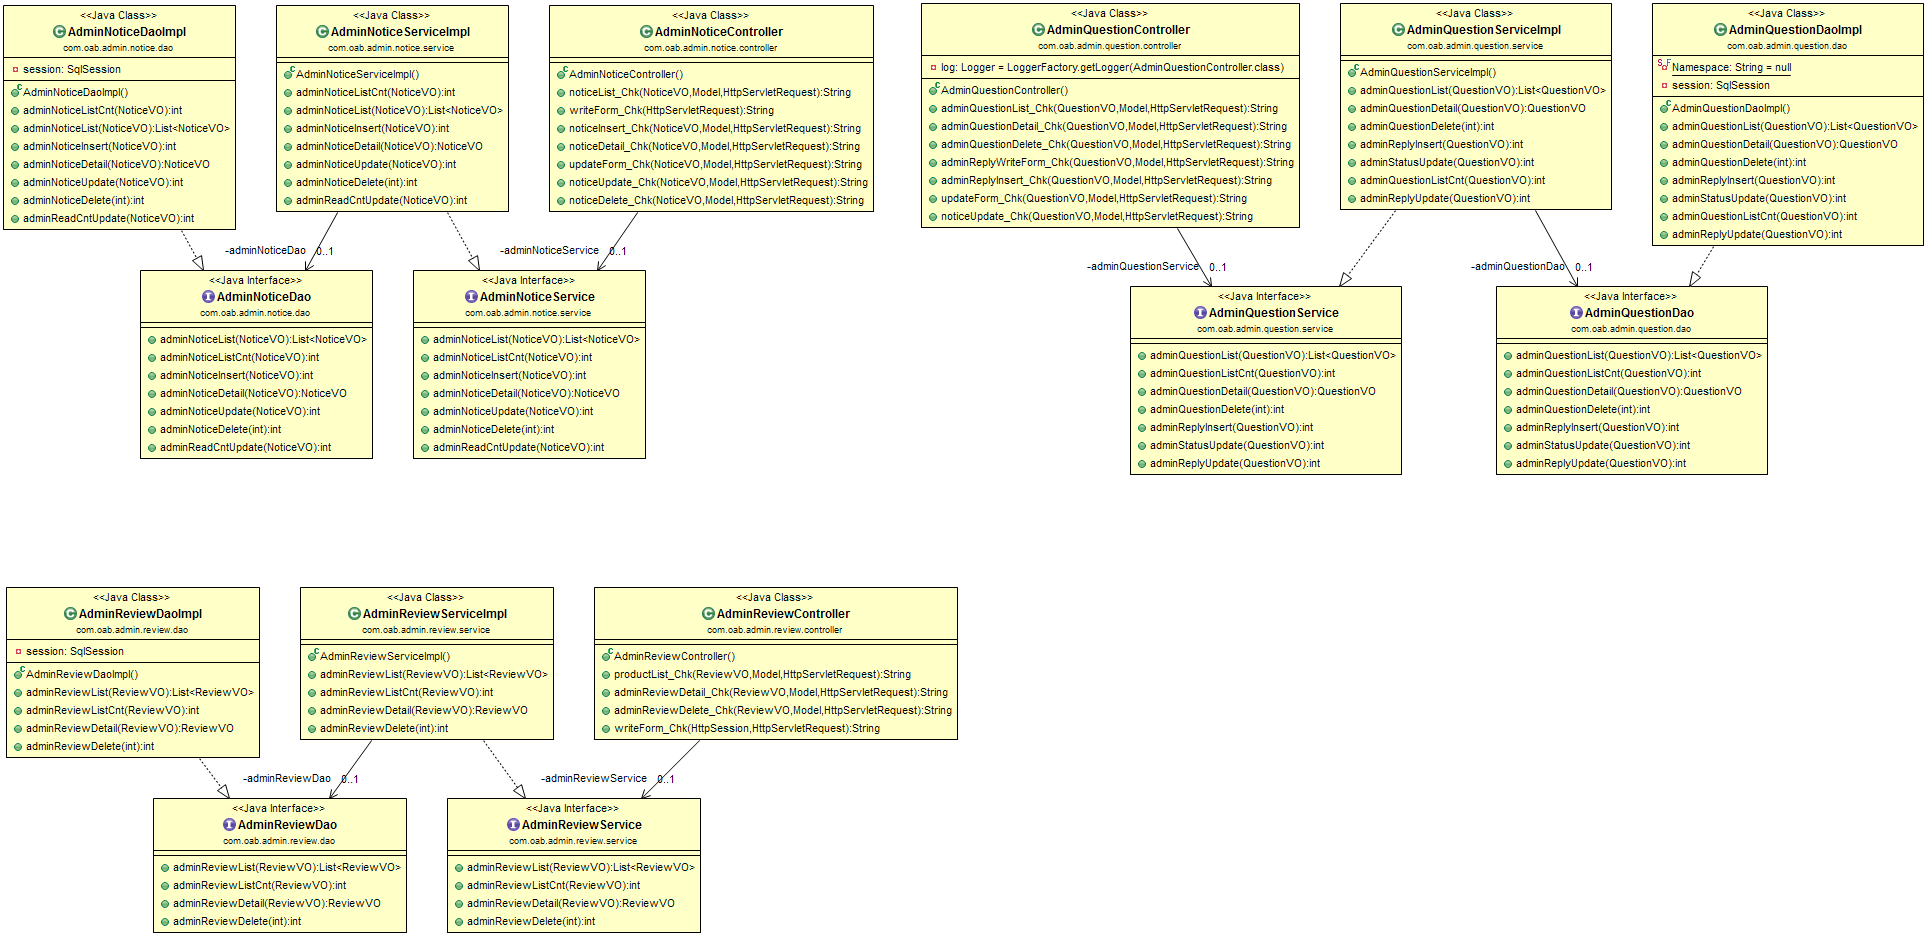 <<Java Class>>
AdminNoticeDaoImpl
com.oab.admin.notice.dao
session: SqlSession
AdminNoticeDaoImpl()
adminNoticeListCnt(NoticeVO):int
adminNoticeList(NoticeVO):List<NoticeVO>
adminNoticeInsert(NoticeVO):int
adminNoticeDetail(NoticeVO):NoticeVO
adminNoticeUpdate(NoticeVO):int
adminNoticeDelete(int):int
adminReadCntUpdate(NoticeVO):int
<<Java Class>>
AdminNoticeServiceImpl
com.oab.admin.notice.service
AdminNoticeServiceImpl()
adminNoticeListCnt(NoticeVO):int
adminNoticeList(NoticeVO):List<NoticeVO>
adminNoticeInsert(NoticeVO):int
adminNoticeDetail(NoticeVO):NoticeVO
adminNoticeUpdate(NoticeVO):int
adminNoticeDelete(int):int
adminReadCntUpdate(NoticeVO):int
<<Java Class>>
AdminNoticeController
com.oab.admin.notice.controller
AdminNoticeController()
noticeList_Chk(NoticeVO,Model,HttpServletRequest):String
writeForm_Chk(HttpServletRequest):String
noticeInsert_Chk(NoticeVO,Model,HttpServletRequest):String
noticeDetail_Chk(NoticeVO,Model,HttpServletRequest):String
updateForm_Chk(NoticeVO,Model,HttpServletRequest):String
noticeUpdate_Chk(NoticeVO,Model,HttpServletRequest):String
noticeDelete_Chk(NoticeVO,Model,HttpServletRequest):String
-adminNoticeDao 0..1
-adminNoticeService 0..1
<<Java Interface>>
AdminNoticeDao
com.oab.admin.notice.dao
adminNoticeList(NoticeVO):List<NoticeVO>
adminNoticeListCnt(NoticeVO):int
adminNoticeInsert(NoticeVO):int
adminNoticeDetail(NoticeVO):NoticeVO
adminNoticeUpdate(NoticeVO):int
adminNoticeDelete(int):int
adminReadCntUpdate(NoticeVO):int
<<Java Interface>>
AdminNoticeService
com.oab.admin.notice.service
adminNoticeList(NoticeVO):List<NoticeVO>
adminNoticeListCnt(NoticeVO):int
adminNoticeInsert(NoticeVO):int
adminNoticeDetail(NoticeVO):NoticeVO
adminNoticeUpdate(NoticeVO):int
adminNoticeDelete(int):int
adminReadCntUpdate(NoticeVO):int
<<Java Class>>
AdminQuestionController
com.oab.admin.question.controller
log: Logger = LoggerFactory.getLogger(AdminQuestionController.class)
AdminQuestionController()
adminQuestionList_Chk(QuestionVO,Model,HttpServletRequest):String
adminQuestionDetail_Chk(QuestionVO,Model,HttpServletRequest):String
adminQuestionDelete_Chk(QuestionVO,Model,HttpServletRequest):String
adminReplyWriteForm_Chk(QuestionVO,Model,HttpServletRequest):String
adminReplyInsert_Chk(QuestionVO,Model,HttpServletRequest):String
updateForm_Chk(QuestionVO,Model,HttpServletRequest):String
noticeUpdate_Chk(QuestionVO,Model,HttpServletRequest):String
<<Java Class>>
AdminQuestionServiceImpl
com.oab.admin.question.service
AdminQuestionServiceImpl()
adminQuestionList(QuestionVO):List<QuestionVO>
adminQuestionDetail(QuestionVO):QuestionVO
adminQuestionDelete(int):int
adminReplyInsert(QuestionVO):int
adminStatusUpdate(QuestionVO):int
adminQuestionListCnt(QuestionVO):int
adminReplyUpdate(QuestionVO):int
<<Java Class>>
AdminQuestionDaoImpl
com.oab.admin.question.dao
Namespace: String = null
session: SqlSession
AdminQuestionDaoImpl()
adminQuestionList(QuestionVO):List<QuestionVO>
adminQuestionDetail(QuestionVO):QuestionVO
adminQuestionDelete(int):int
adminReplyInsert(QuestionVO):int
adminStatusUpdate(QuestionVO):int
adminQuestionListCnt(QuestionVO):int
adminReplyUpdate(QuestionVO):int
-adminQuestionService 0..1
-adminQuestionDao 0..1
<<Java Interface>>
AdminQuestionService
com.oab.admin.question.service
adminQuestionList(QuestionVO):List<QuestionVO>
adminQuestionListCnt(QuestionVO):int
adminQuestionDetail(QuestionVO):QuestionVO
adminQuestionDelete(int):int
adminReplyInsert(QuestionVO):int
adminStatusUpdate(QuestionVO):int
adminReplyUpdate(QuestionVO):int
<<Java Interface>>
AdminQuestionDao
com.oab.admin.question.dao
adminQuestionList(QuestionVO):List<QuestionVO>
adminQuestionListCnt(QuestionVO):int
adminQuestionDetail(QuestionVO):QuestionVO
adminQuestionDelete(int):int
adminReplyInsert(QuestionVO):int
adminStatusUpdate(QuestionVO):int
adminReplyUpdate(QuestionVO):int
<<Java Class>>
AdminReviewDaoImpl
com.oab.admin.review.dao
session: SqlSession
AdminReviewDaoImpl()
adminReviewList(ReviewVO):List<ReviewVO>
adminReviewListCnt(ReviewVO):int
adminReviewDetail(ReviewVO):ReviewVO
adminReviewDelete(int):int
<<Java Class>>
AdminReviewServiceImpl
com.oab.admin.review.service
AdminReviewServiceImpl()
adminReviewList(ReviewVO):List<ReviewVO>
adminReviewListCnt(ReviewVO):int
adminReviewDetail(ReviewVO):ReviewVO
adminReviewDelete(int):int
<<Java Class>>
AdminReviewController
com.oab.admin.review.controller
AdminReviewController()
productList_Chk(ReviewVO,Model,HttpServletRequest):String
adminReviewDetail_Chk(ReviewVO,Model,HttpServletRequest):String
adminReviewDelete_Chk(ReviewVO,Model,HttpServletRequest):String
writeForm_Chk(HttpSession,HttpServletRequest):String
-adminReviewDao 0..1
-adminReviewService 0..1
<<Java Interface>>
AdminReviewDao
com.oab.admin.review.dao
adminReviewList(ReviewVO):List<ReviewVO>
adminReviewListCnt(ReviewVO):int
adminReviewDetail(ReviewVO):ReviewVO
adminReviewDelete(int):int
<<Java Interface>>
AdminReviewService
com.oab.admin.review.service
adminReviewList(ReviewVO):List<ReviewVO>
adminReviewListCnt(ReviewVO):int
adminReviewDetail(ReviewVO):ReviewVO
adminReviewDelete(int):int